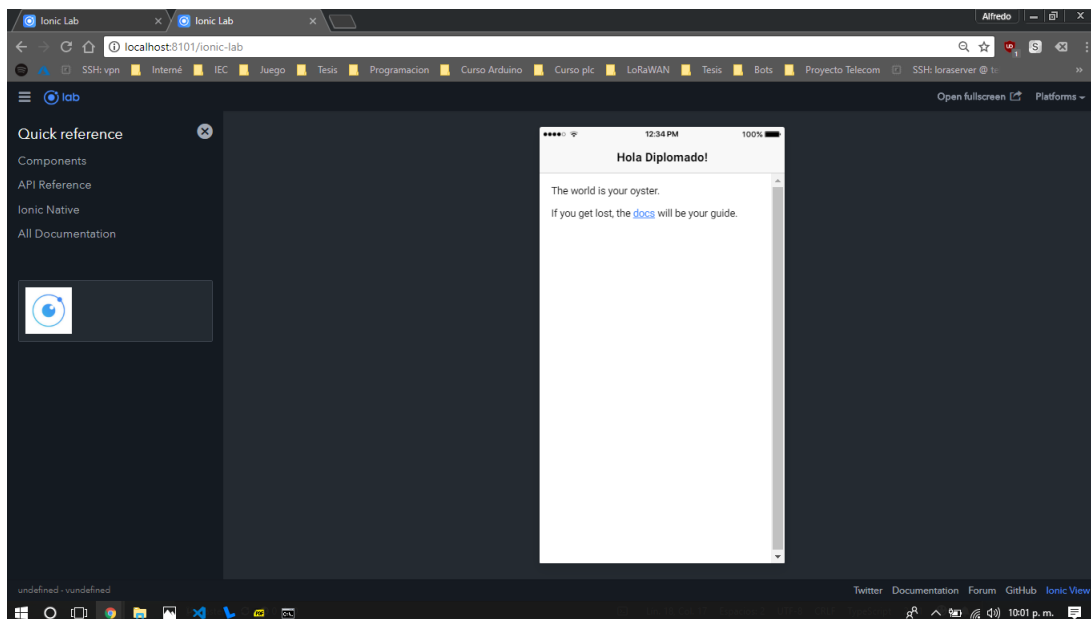 Ionic Lab
Ionic Lab
Alfredo
localhost:8101/ionic-lab
SSH: vpn
Interné
IEC
Juego
Tesis
Programacion
Curso Arduino
Curso plc
LoRaWAN
Tesis
Bots
Proyecto Telecom
SSH: loraserver @ te
lab
Open fullscreen
Platforms
Quick reference
Components
API Reference
Ionic Native
All Documentation
12:34 PM
100%
Hola Diplomado!
The world is your oyster.
If you get lost, the docs will be your guide.
undefined - vundefined
Twitter
Documentation
Forum
GitHub
Ionic View
10:01 p. m.